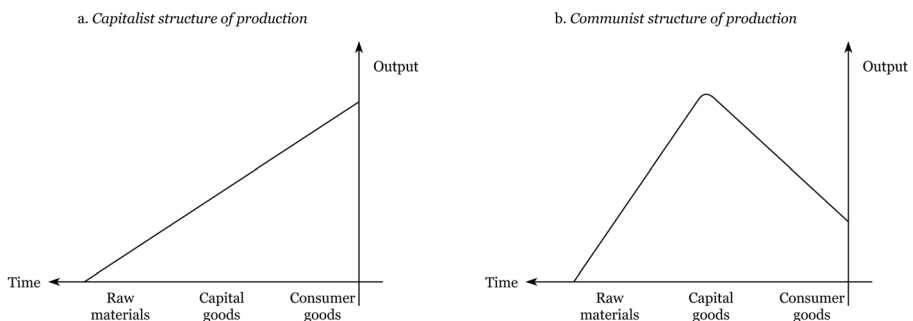 a. Capitalist structure of production
Output
Time
Raw
materials
Capital
goods
Consumer
goods
b. Communist structure of production
Output
Time
Raw
materials
Capital
goods
Consumer
goods